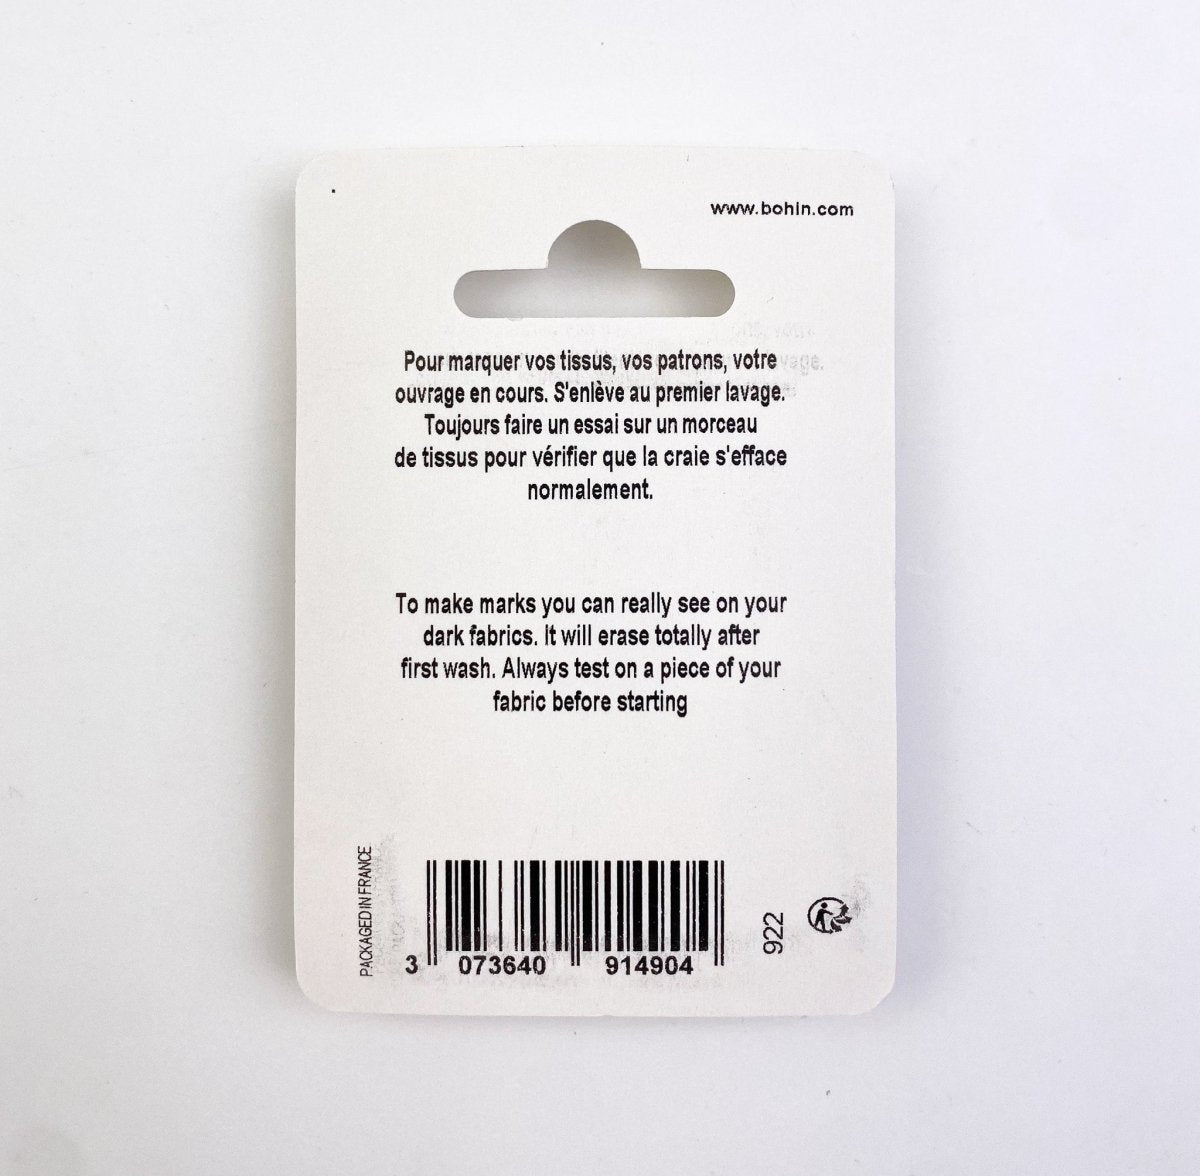 www.bohin.com
Pour marquer vos tissus, vos patrons, votre
ouvrage en cours. S'enlève au premier lavage.
Toujours faire un essai sur un morceau
de tissus pour vérifier que la craie s'efface
normalement.
To make marks you can really see on your
dark fabrics. It will erase totally after
first wash. Always test on a piece of your
fabric before starting
PACKAGED IN FRANCE
3 073640 914904
922